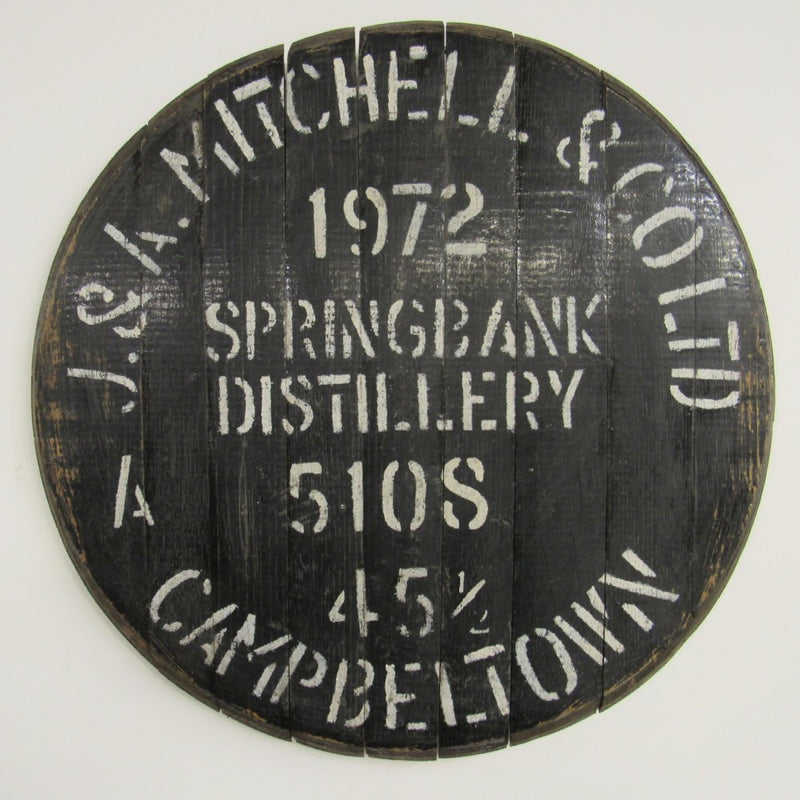 J. & A. MITCHELL & CO LTD
1972
SPRINGBANK
DISTILLERY
A
510S
45½
CAMPBELTOWN